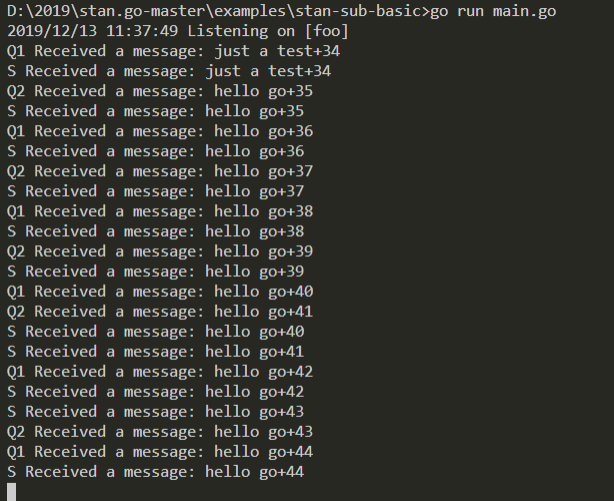 D:\2019\stan.go-master\examples\stan-sub-basic>go run main.go
2019/12/13 11:37:49 Listening on [foo]
Q1 Received a message: just a test+34
S Received a message: just a test+34
Q2 Received a message: hello go+35
S Received a message: hello go+35
Q1 Received a message: hello go+36
S Received a message: hello go+36
Q2 Received a message: hello go+37
S Received a message: hello go+37
Q1 Received a message: hello go+38
S Received a message: hello go+38
Q2 Received a message: hello go+39
S Received a message: hello go+39
Q1 Received a message: hello go+40
Q2 Received a message: hello go+41
S Received a message: hello go+40
S Received a message: hello go+41
Q1 Received a message: hello go+42
S Received a message: hello go+42
S Received a message: hello go+43
Q2 Received a message: hello go+43
Q1 Received a message: hello go+44
S Received a message: hello go+44